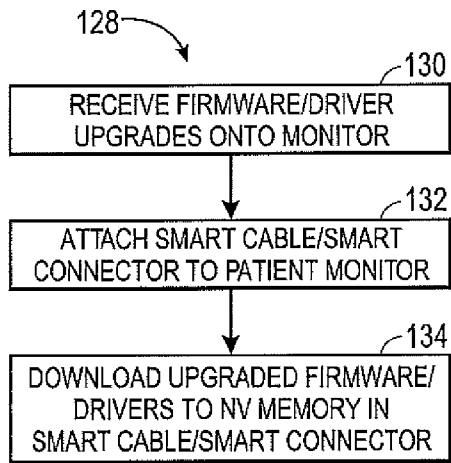 128
130
RECEIVE FIRMWARE/DRIVER
UPGRADES ONTO MONITOR
132
ATTACH SMART CABLE/SMART
CONNECTOR TO PATIENT MONITOR
134
DOWNLOAD UPGRADED FIRMWARE/
DRIVERS TO NV MEMORY IN
SMART CABLE/SMART CONNECTOR